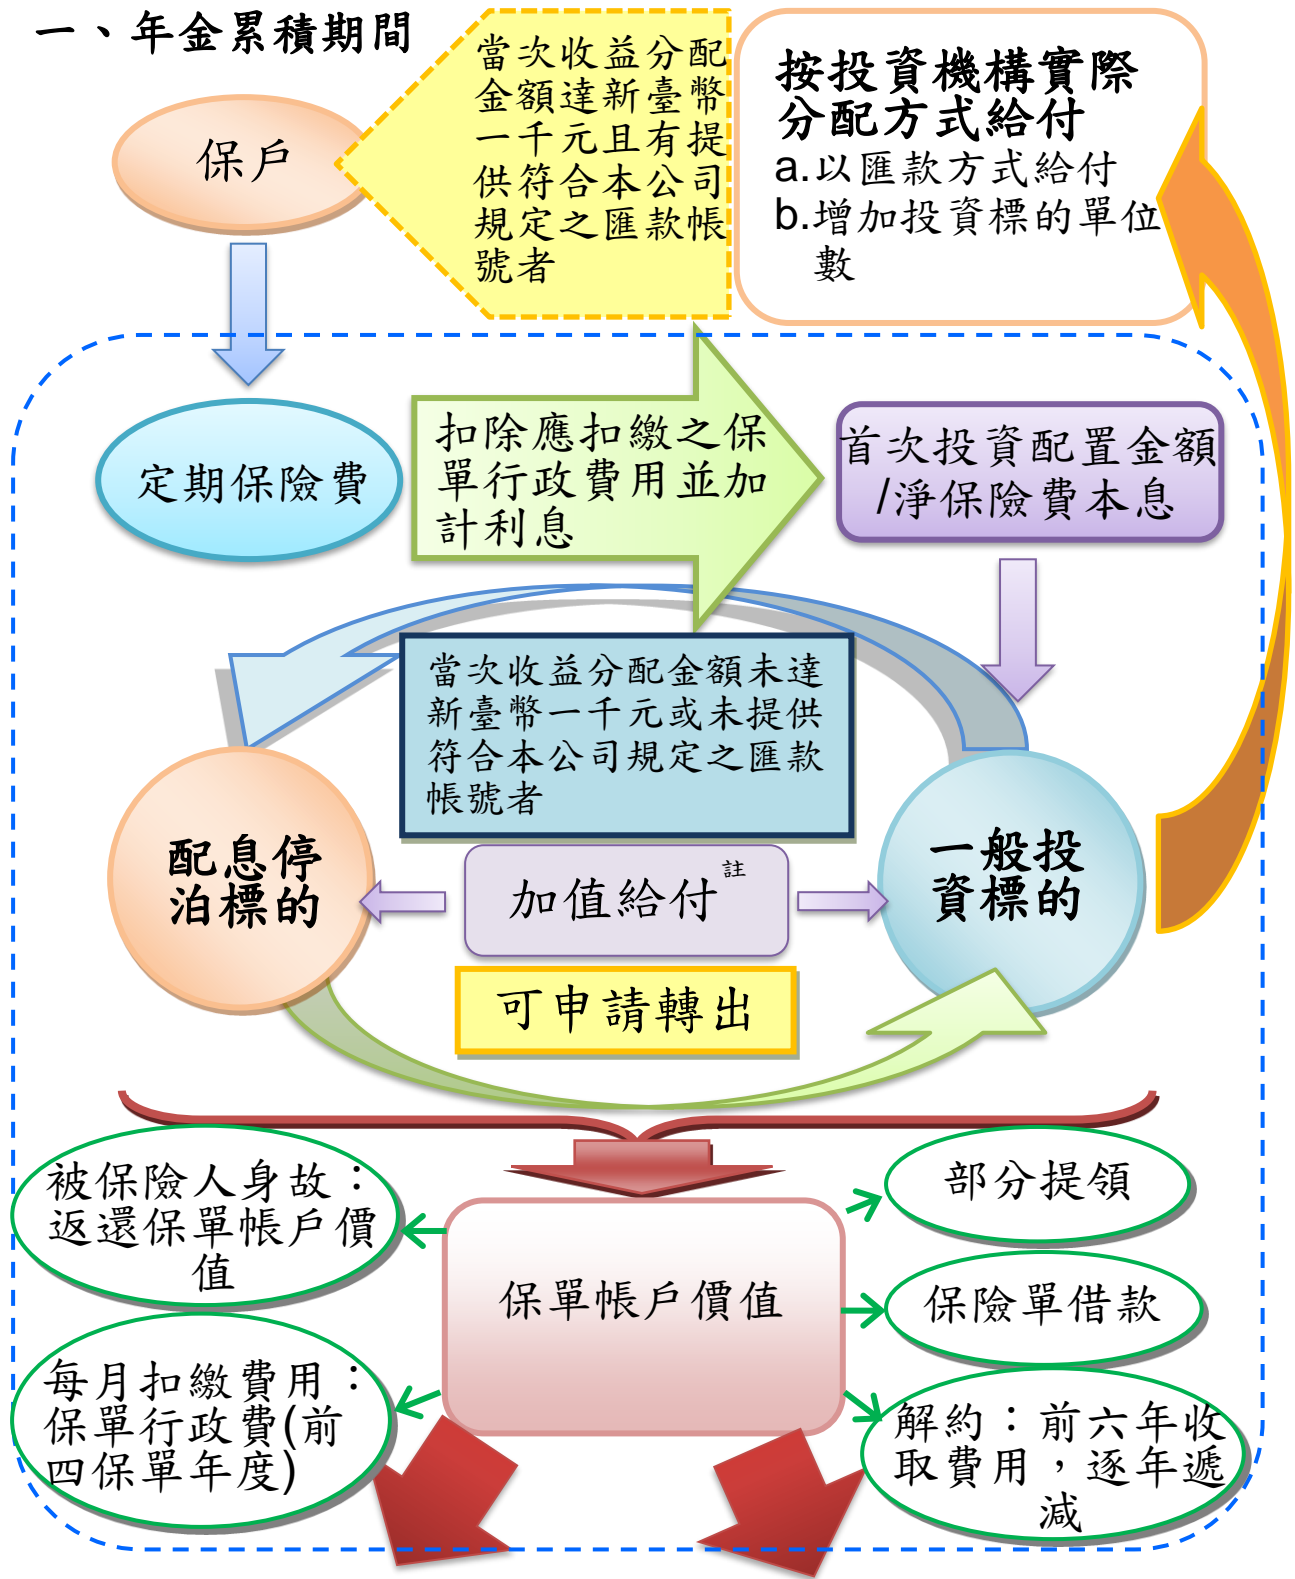 一、年金累積期間
保戶
當次收益分配
金額達新臺幣
一千元且有提
供符合本公司
規定之匯款帳
號者
按投資機構實際
分配方式給付
a.以匯款方式給付
b.增加投資標的單位
數
定期保險費
扣除應扣繳之保
單行政費用並加
計利息
首次投資配置金額
/淨保險費本息
當次收益分配金額未達
新臺幣一千元或未提供
符合本公司規定之匯款
帳號者
配息停
泊標的
加值給付註
一般投
資標的
可申請轉出
被保險人身故：
返還保單帳戶價
值
部分提領
保單帳戶價值
保險單借款
每月扣繳費用：
保單行政費(前
四保單年度)
解約：前六年收
取費用，逐年遞
減